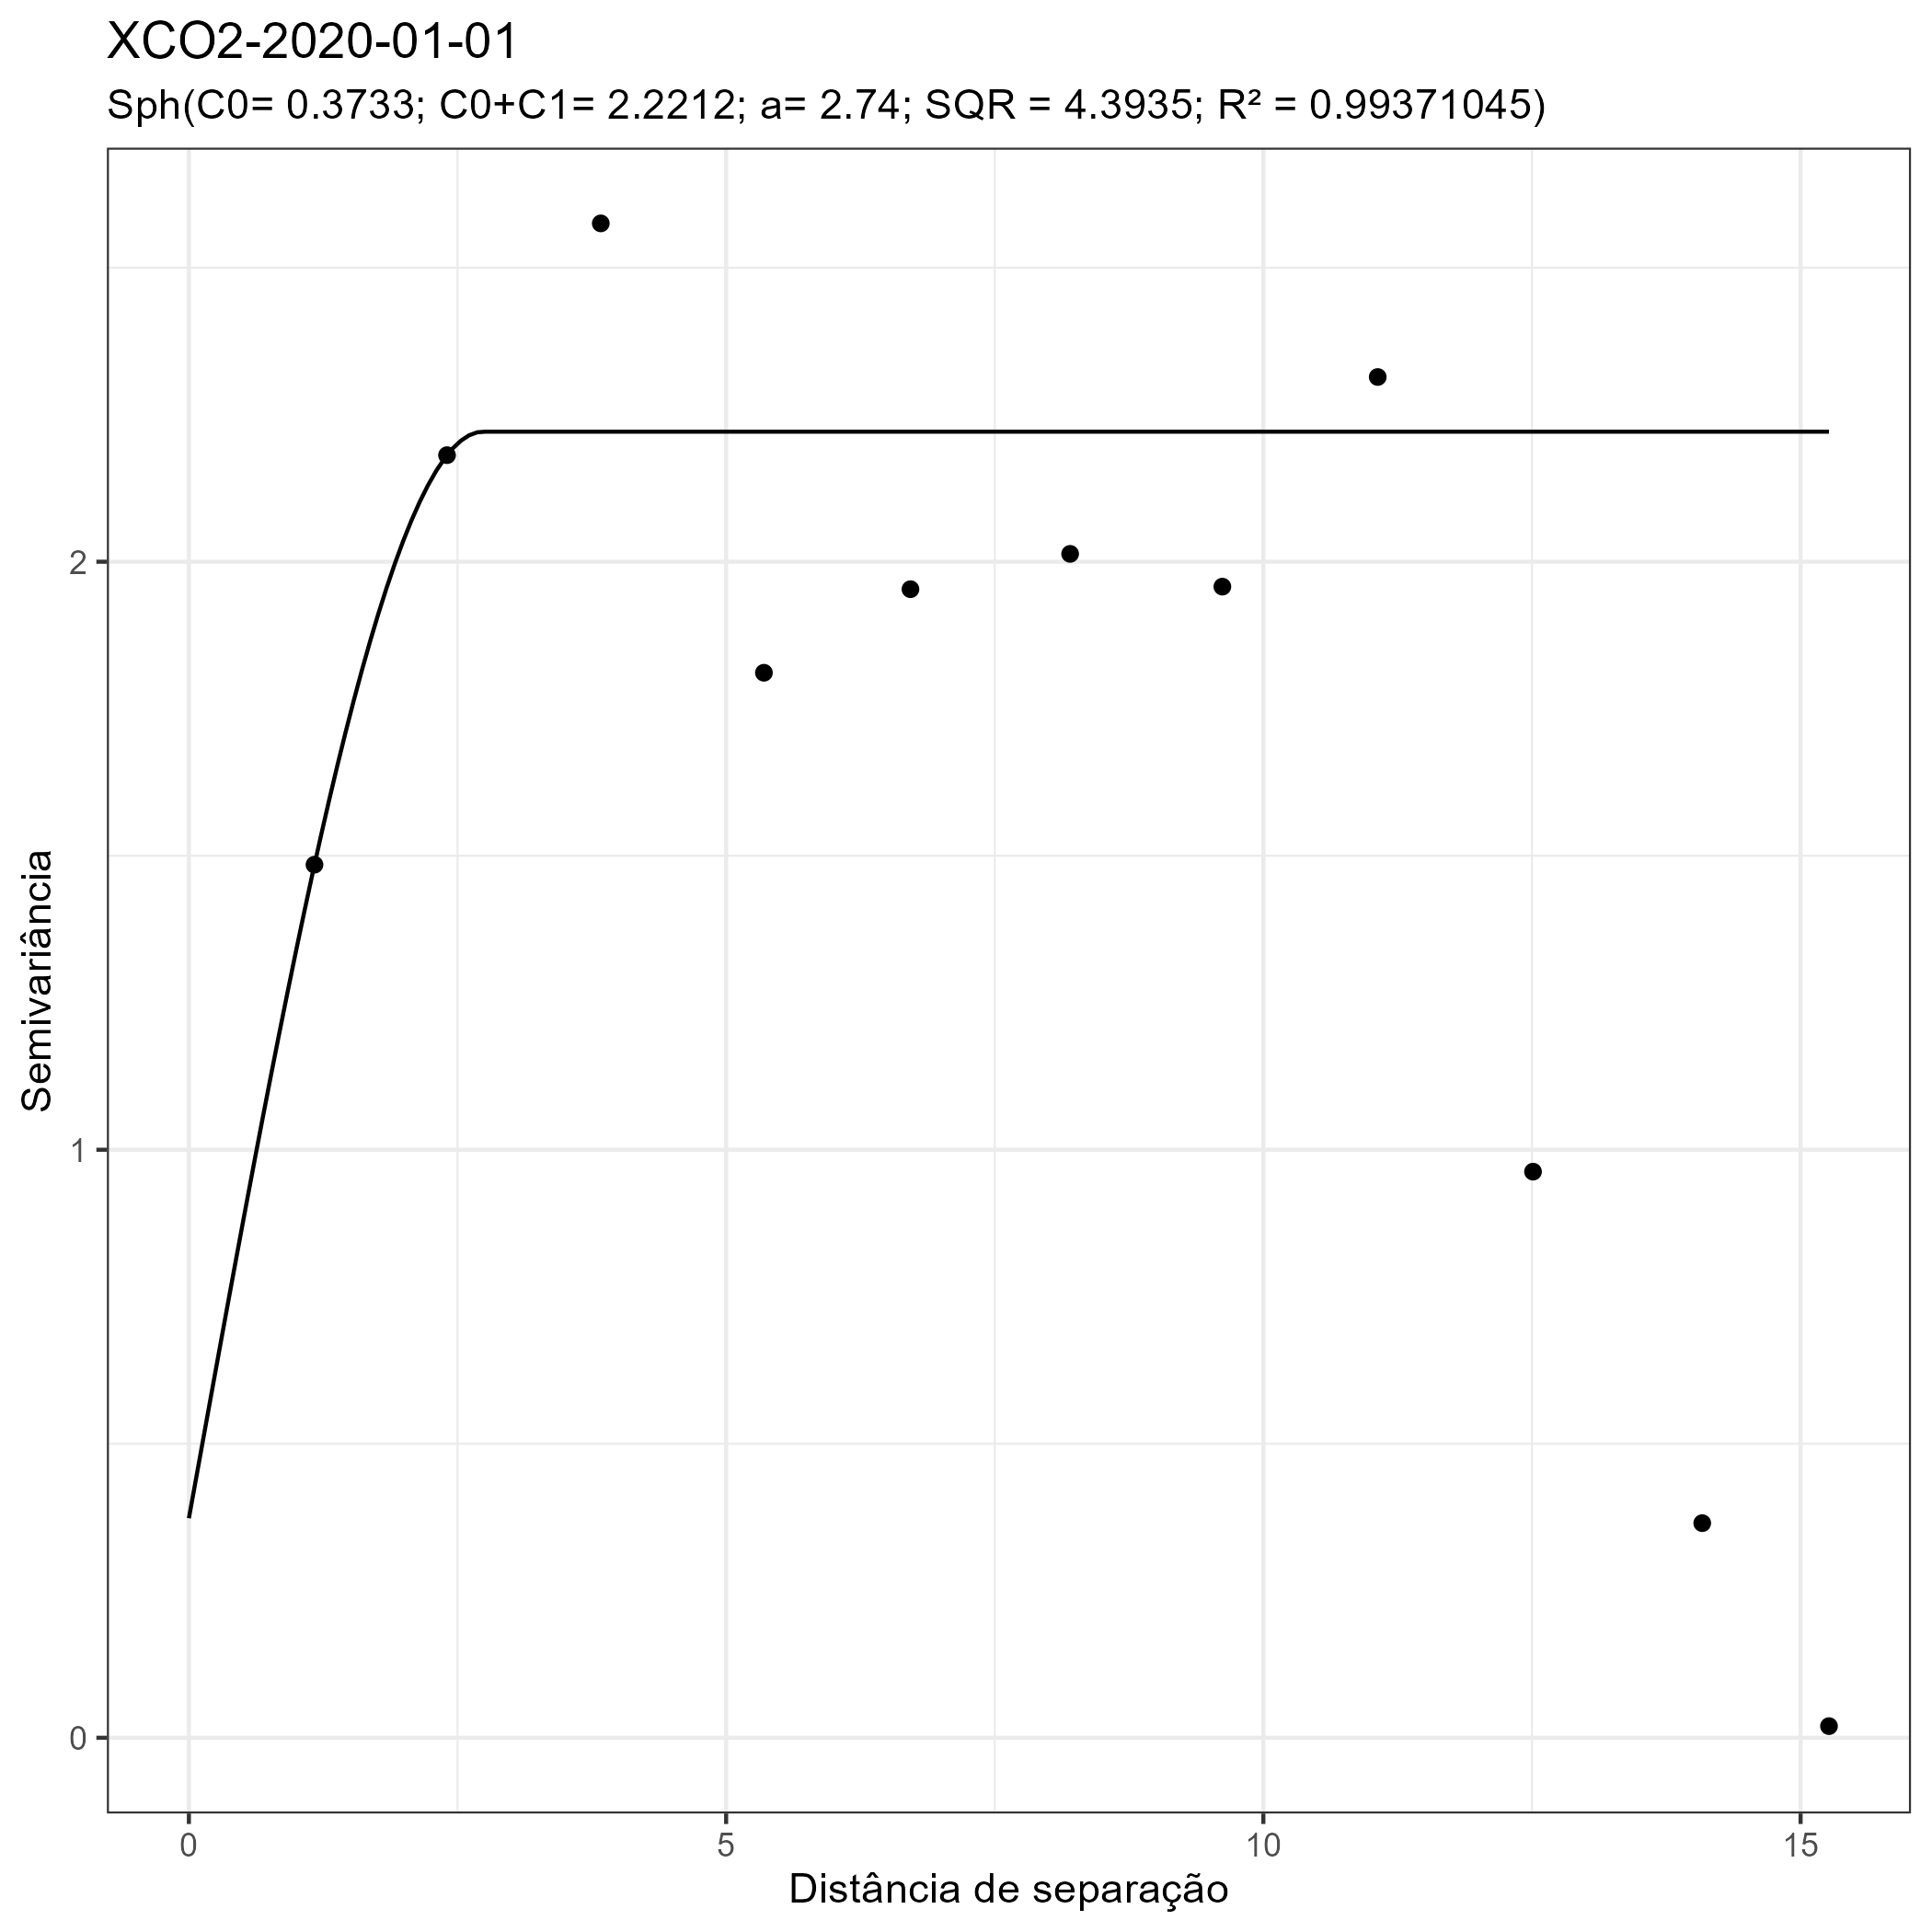 XCO2-2020-01-01
Sph(C0= 0.3733; C0+C1= 2.2212; a= 2.74; SQR = 4.3935; R² = 0.99371045)
Semivariância
2
1
0
0 5 10 15
Distância de separação